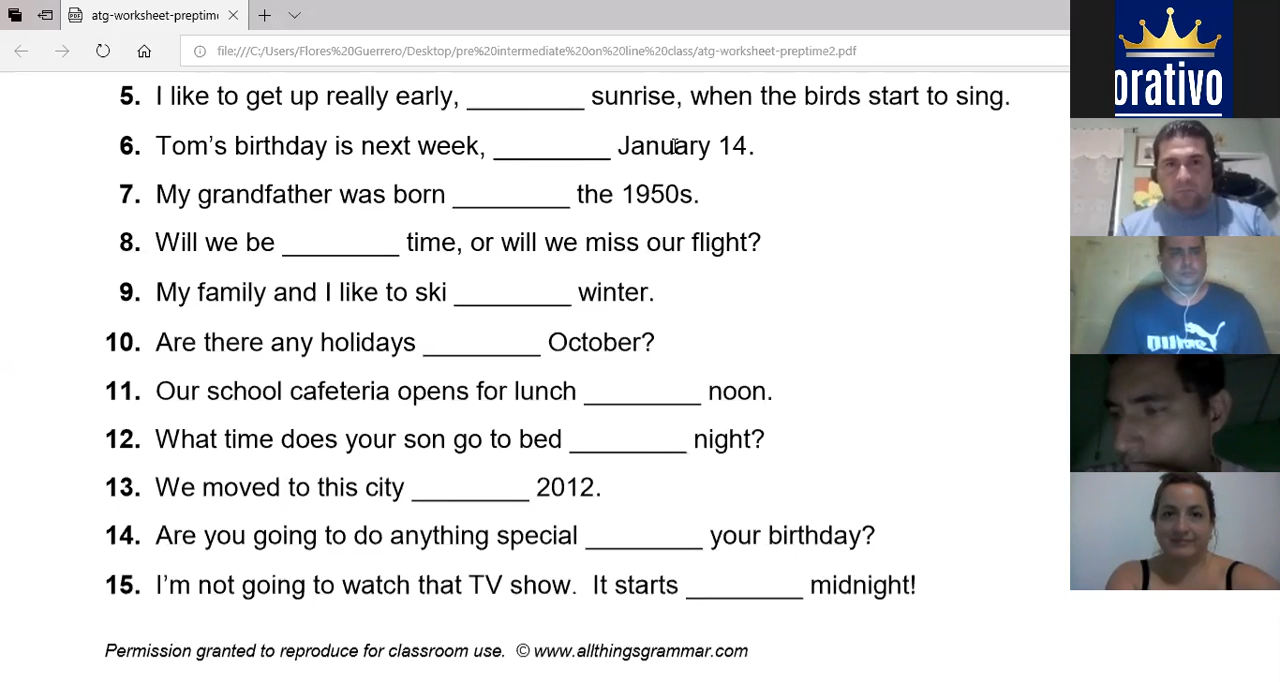 atg-worksheet-preptim
file:///C:/Users/Flores%20Guerrero/Desktop/pre%20intermediate%20on%20line%20class/atg-worksheet-preptime2.pdf
orativo
5. I like to get up really early, ________ sunrise, when the birds start to sing.
6. Tom’s birthday is next week, ________ January 14.
7. My grandfather was born ________ the 1950s.
8. Will we be ________ time, or will we miss our flight?
9. My family and I like to ski ________ winter.
10. Are there any holidays ________ October?
11. Our school cafeteria opens for lunch ________ noon.
12. What time does your son go to bed ________ night?
13. We moved to this city ________ 2012.
14. Are you going to do anything special ________ your birthday?
15. I’m not going to watch that TV show. It starts ________ midnight!
Permission granted to reproduce for classroom use. © www.allthingsgrammar.com